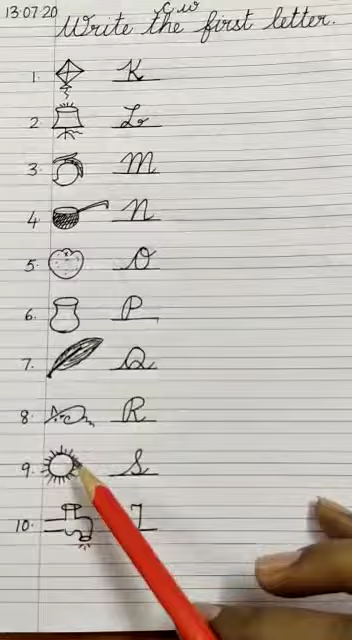 13·07·20
C.W
Write the first letter.
1. K
2. L
3. M
4. N
5. O
6. P
7. Q
8. R
9. S
10. T